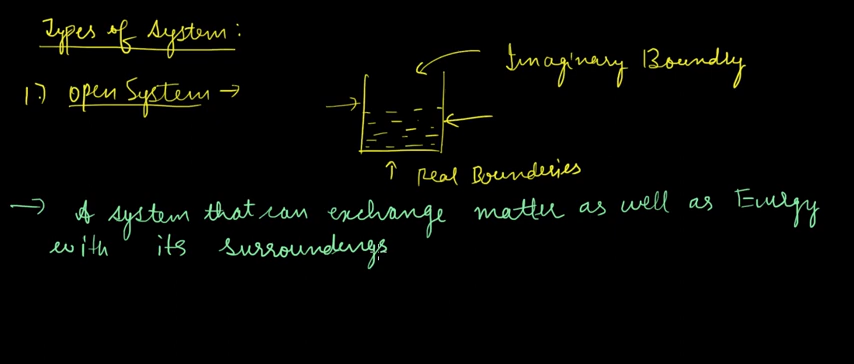 Types of System:
1.) open System →
Imaginary Boundry
Real Bounderies
→ A system that can exchange matter as well as Energy
with its surroundings